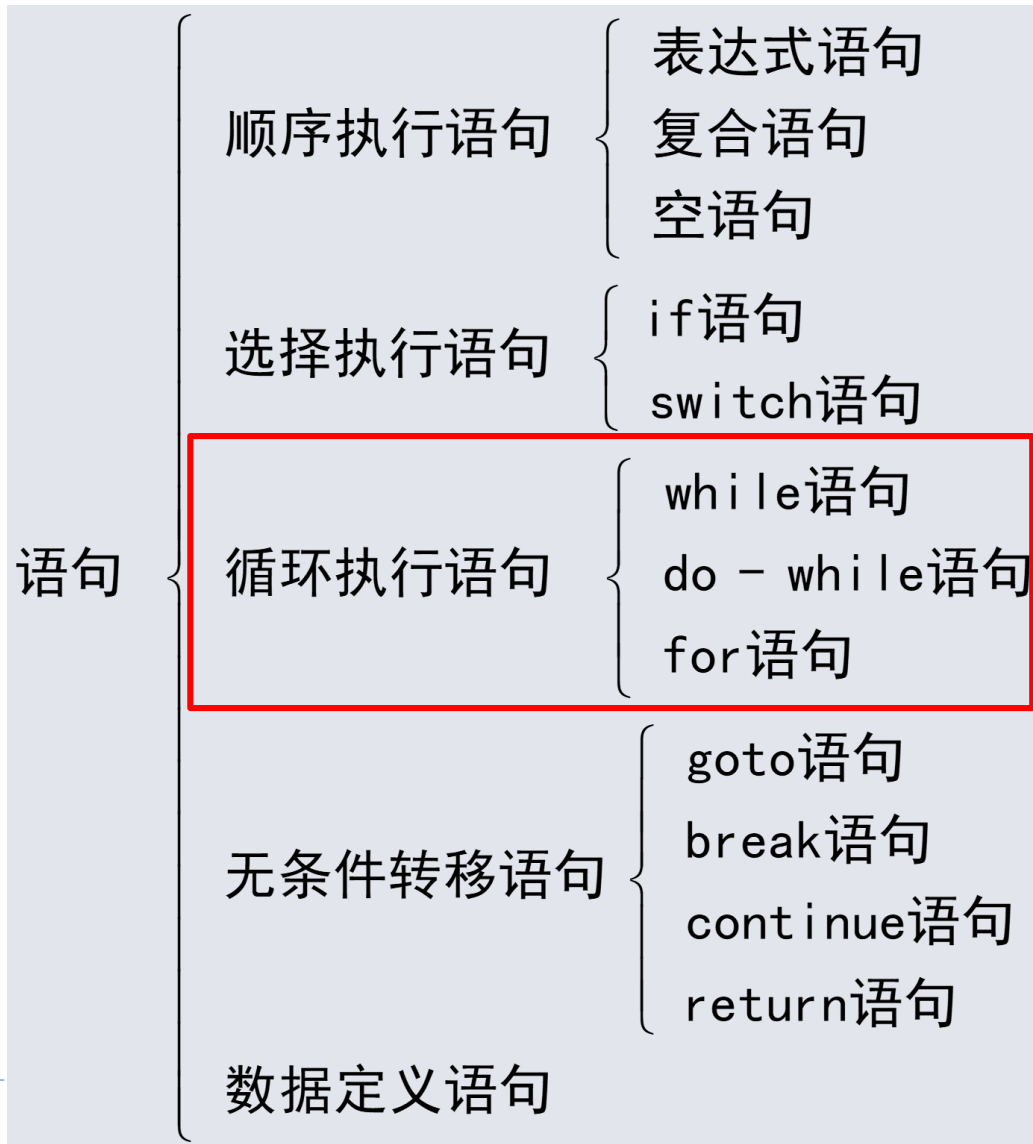 表达式语句
顺序执行语句
复合语句
空语句
if语句
选择执行语句
switch语句
while语句
语句
循环执行语句
do - while语句
for语句
goto语句
break语句
无条件转移语句
continue语句
return语句
数据定义语句